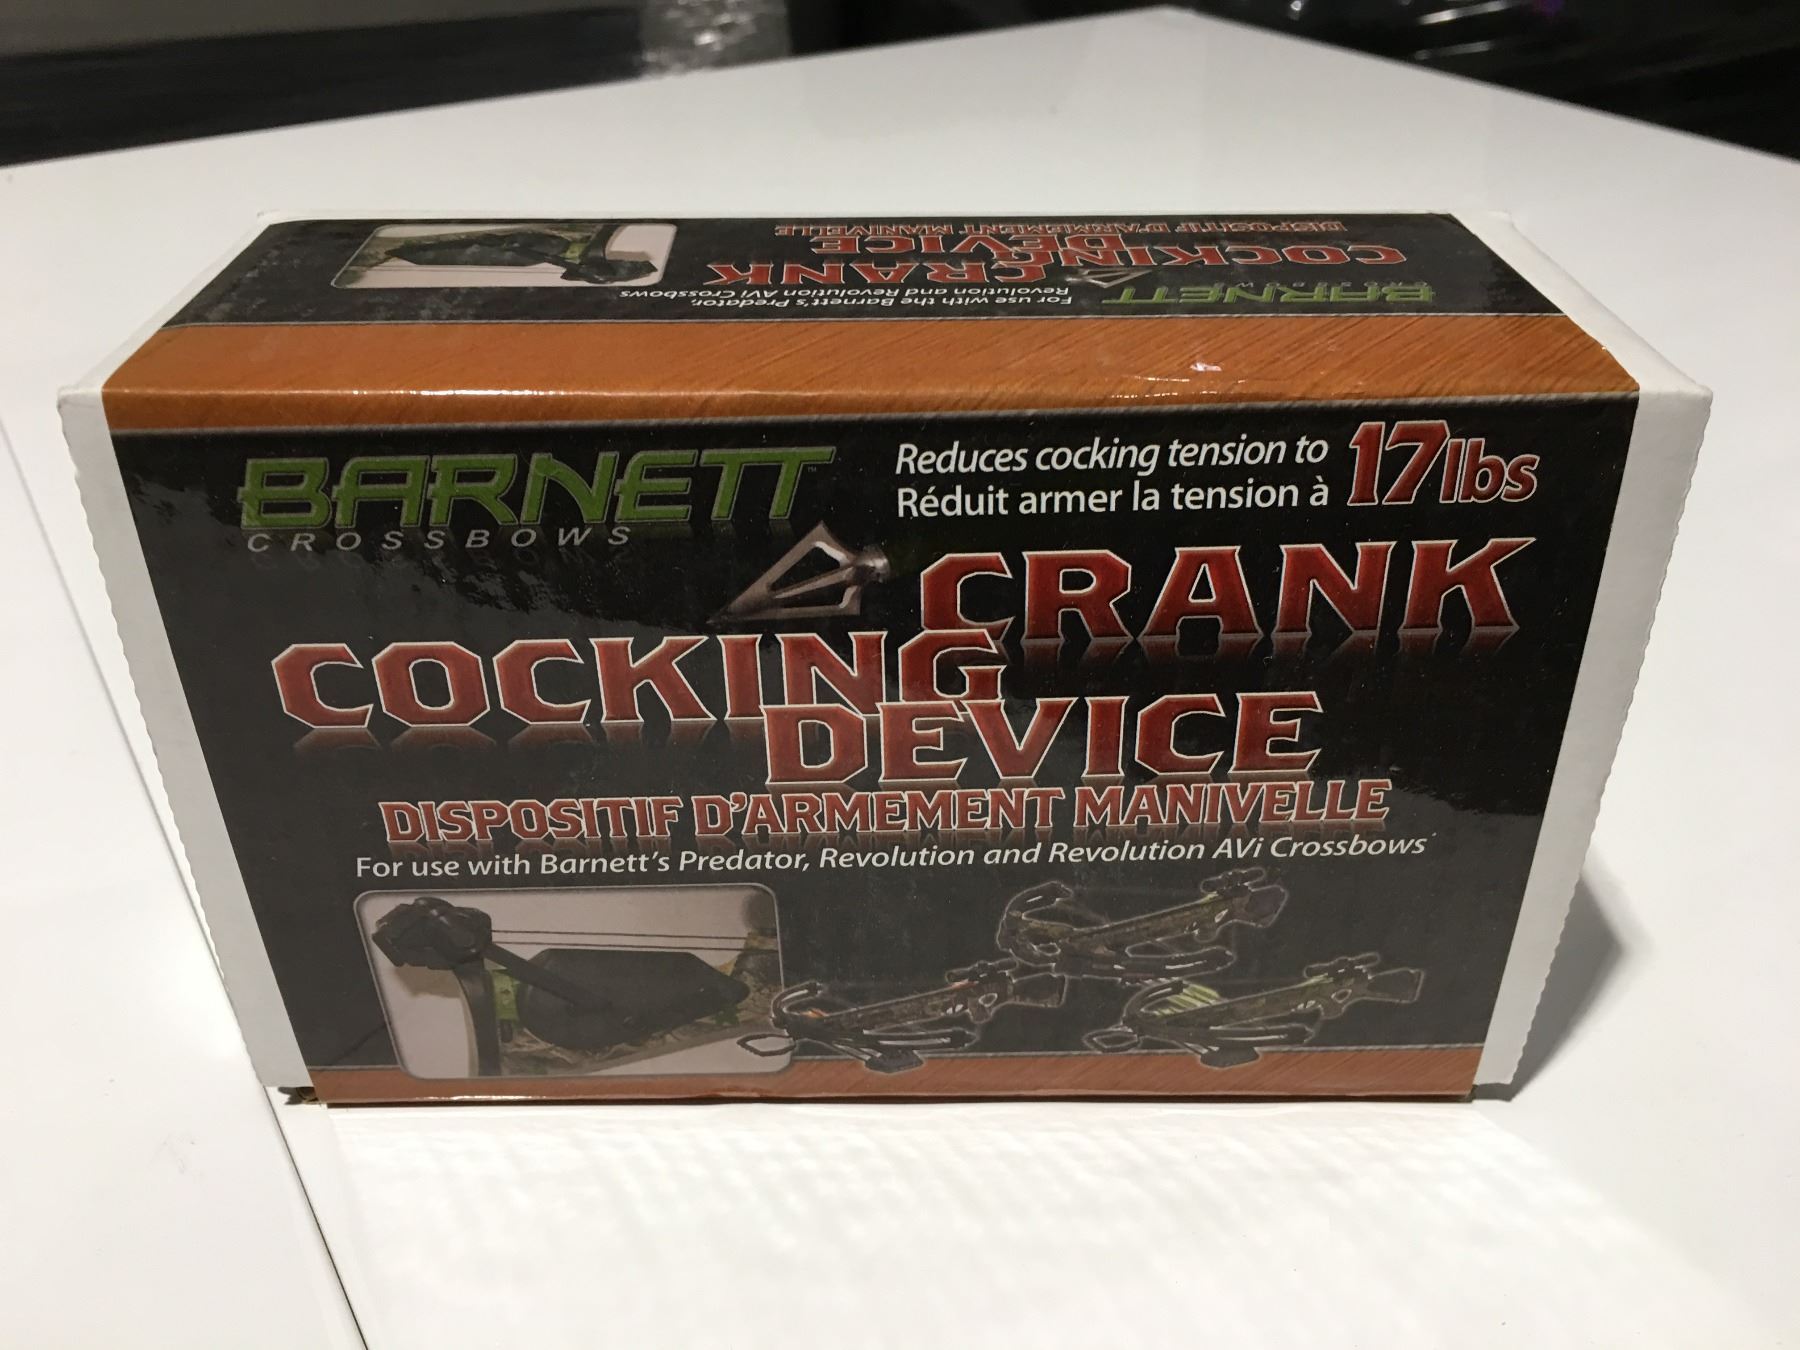 DISPOSITIF D'ARMEMENT MANIVELLE
COCKING
DEVICE
CRANK
BARNETT
CROSSBOWS
For use with the Barnett's Predator,
Revolution and Revolution AVi Crossbows
BARNETT™
CROSSBOWS
Reduces cocking tension to
Réduit armer la tension à
17lbs
CRANK
COCKING
DEVICE
DISPOSITIF D'ARMEMENT MANIVELLE
For use with Barnett's Predator, Revolution and Revolution AVi Crossbows